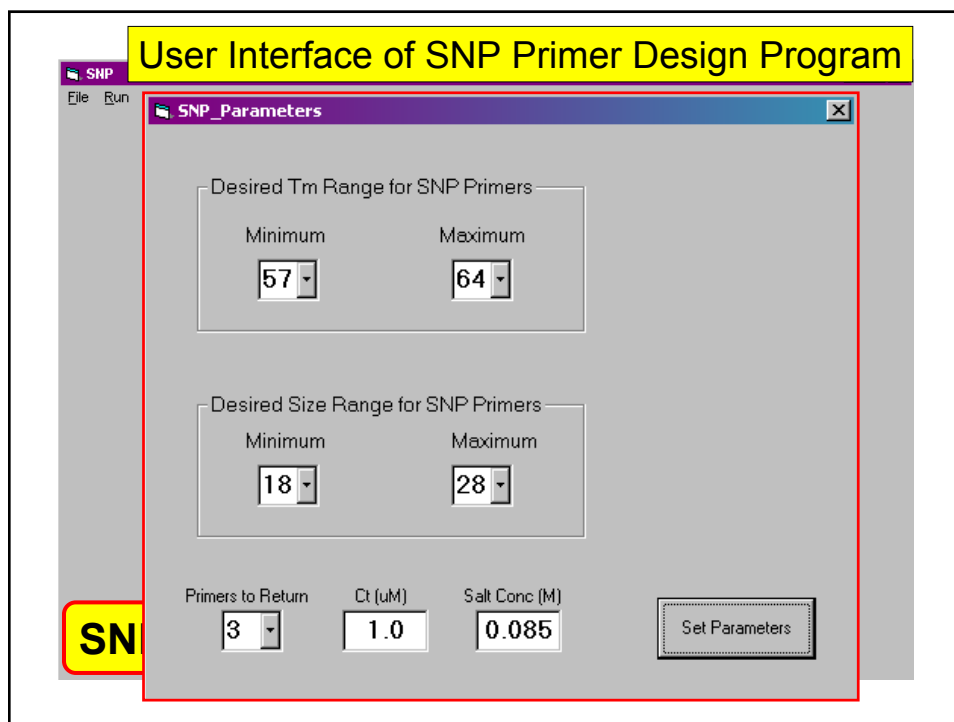 User Interface of SNP Primer Design Program
SNP
File Run
SNP_Parameters
Desired Tm Range for SNP Primers
Minimum Maximum
57 64
Desired Size Range for SNP Primers
Minimum Maximum
18 28
Primers to Return Ct (uM) Salt Conc (M)
3 1.0 0.085
Set Parameters